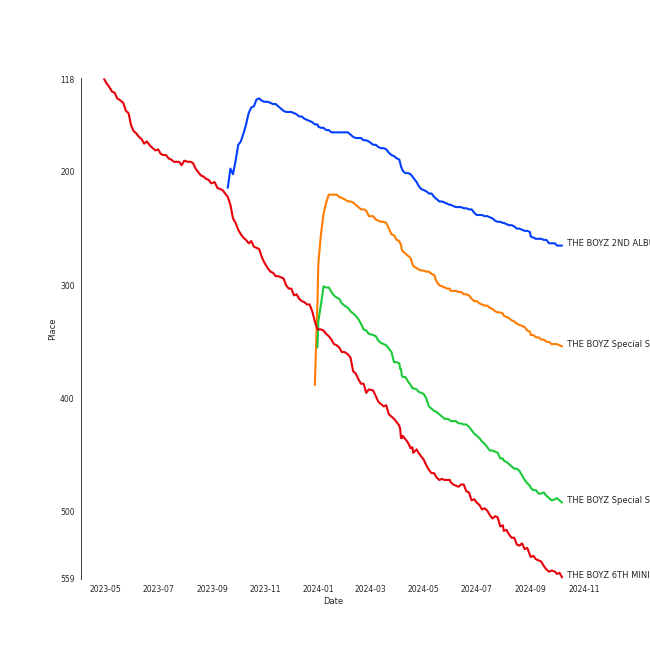 118
200
300
400
500
559
Place
2023-05
2023-07
2023-09
2023-11
2024-01
2024-03
2024-05
2024-07
2024-09
2024-11
Date
THE BOYZ 2ND ALB
THE BOYZ Special S
THE BOYZ Special S
THE BOYZ 6TH MINI